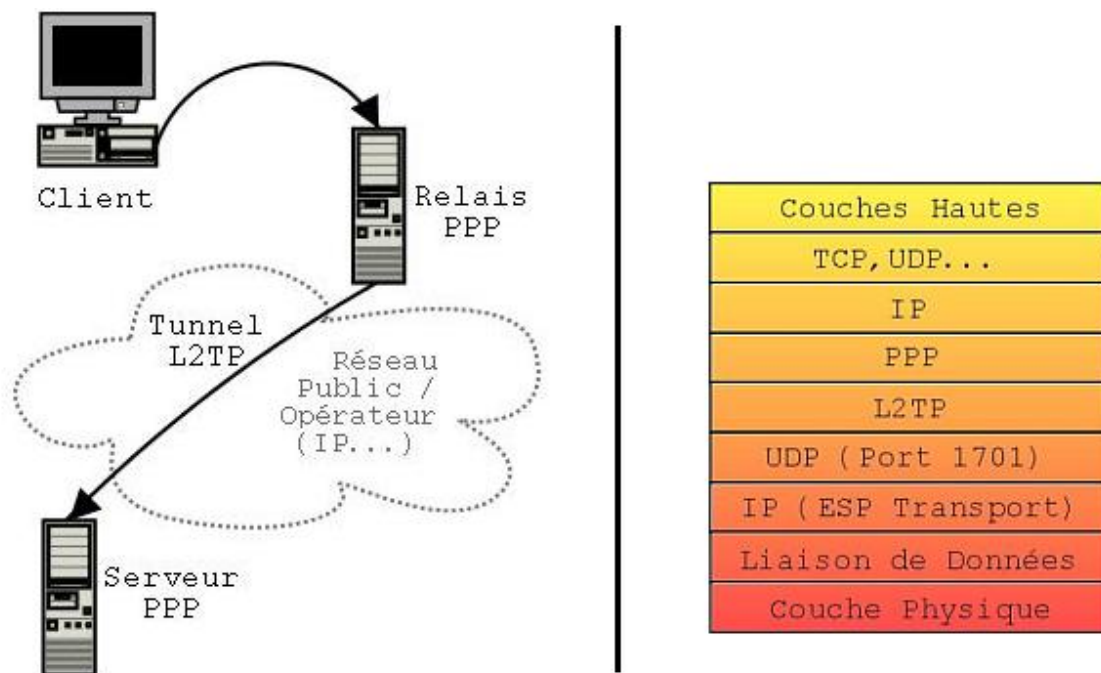 Client
Relais
PPP
Tunnel
L2TP
Réseau
Public /
Opérateur
(IP...)
Serveur
PPP
Couches Hautes
TCP,UDP...
IP
PPP
L2TP
UDP (Port 1701)
IP (ESP Transport)
Liaison de Données
Couche Physique